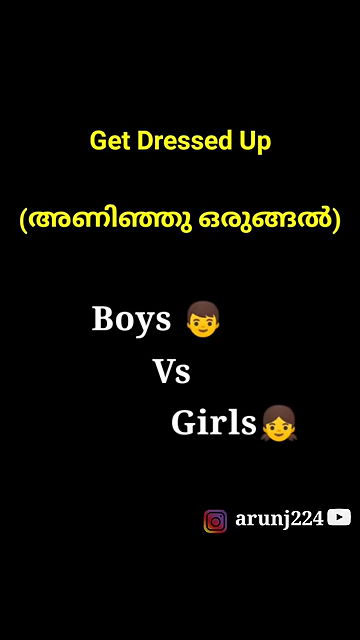 Get Dressed Up
(അണിഞ്ഞു ഒരുങ്ങൽ)
Boys 👦
Vs
Girls👧
arunj224